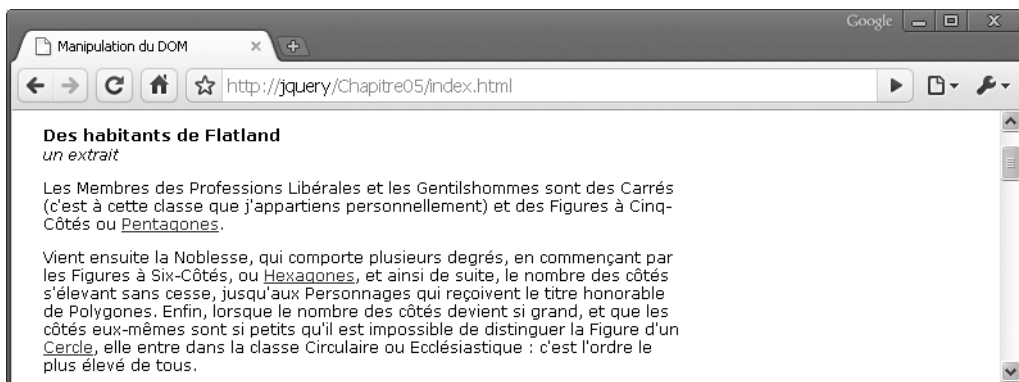 Google
Manipulation du DOM
http://jquery/Chapitre05/index.html
Des habitants de Flatland
un extrait
Les Membres des Professions Libérales et les Gentilshommes sont des Carrés
(c'est à cette classe que j'appartiens personnellement) et des Figures à Cinq-
Côtés ou Pentagones.
Vient ensuite la Noblesse, qui comporte plusieurs degrés, en commençant par
les Figures à Six-Côtés, ou Hexagones, et ainsi de suite, le nombre des côtés
s'élevant sans cesse, jusqu'aux Personnages qui reçoivent le titre honorable
de Polygones. Enfin, lorsque le nombre des côtés devient si grand, et que les
côtés eux-mêmes sont si petits qu'il est impossible de distinguer la Figure d'un
Cercle, elle entre dans la classe Circulaire ou Ecclésiastique : c'est l'ordre le
plus élevé de tous.